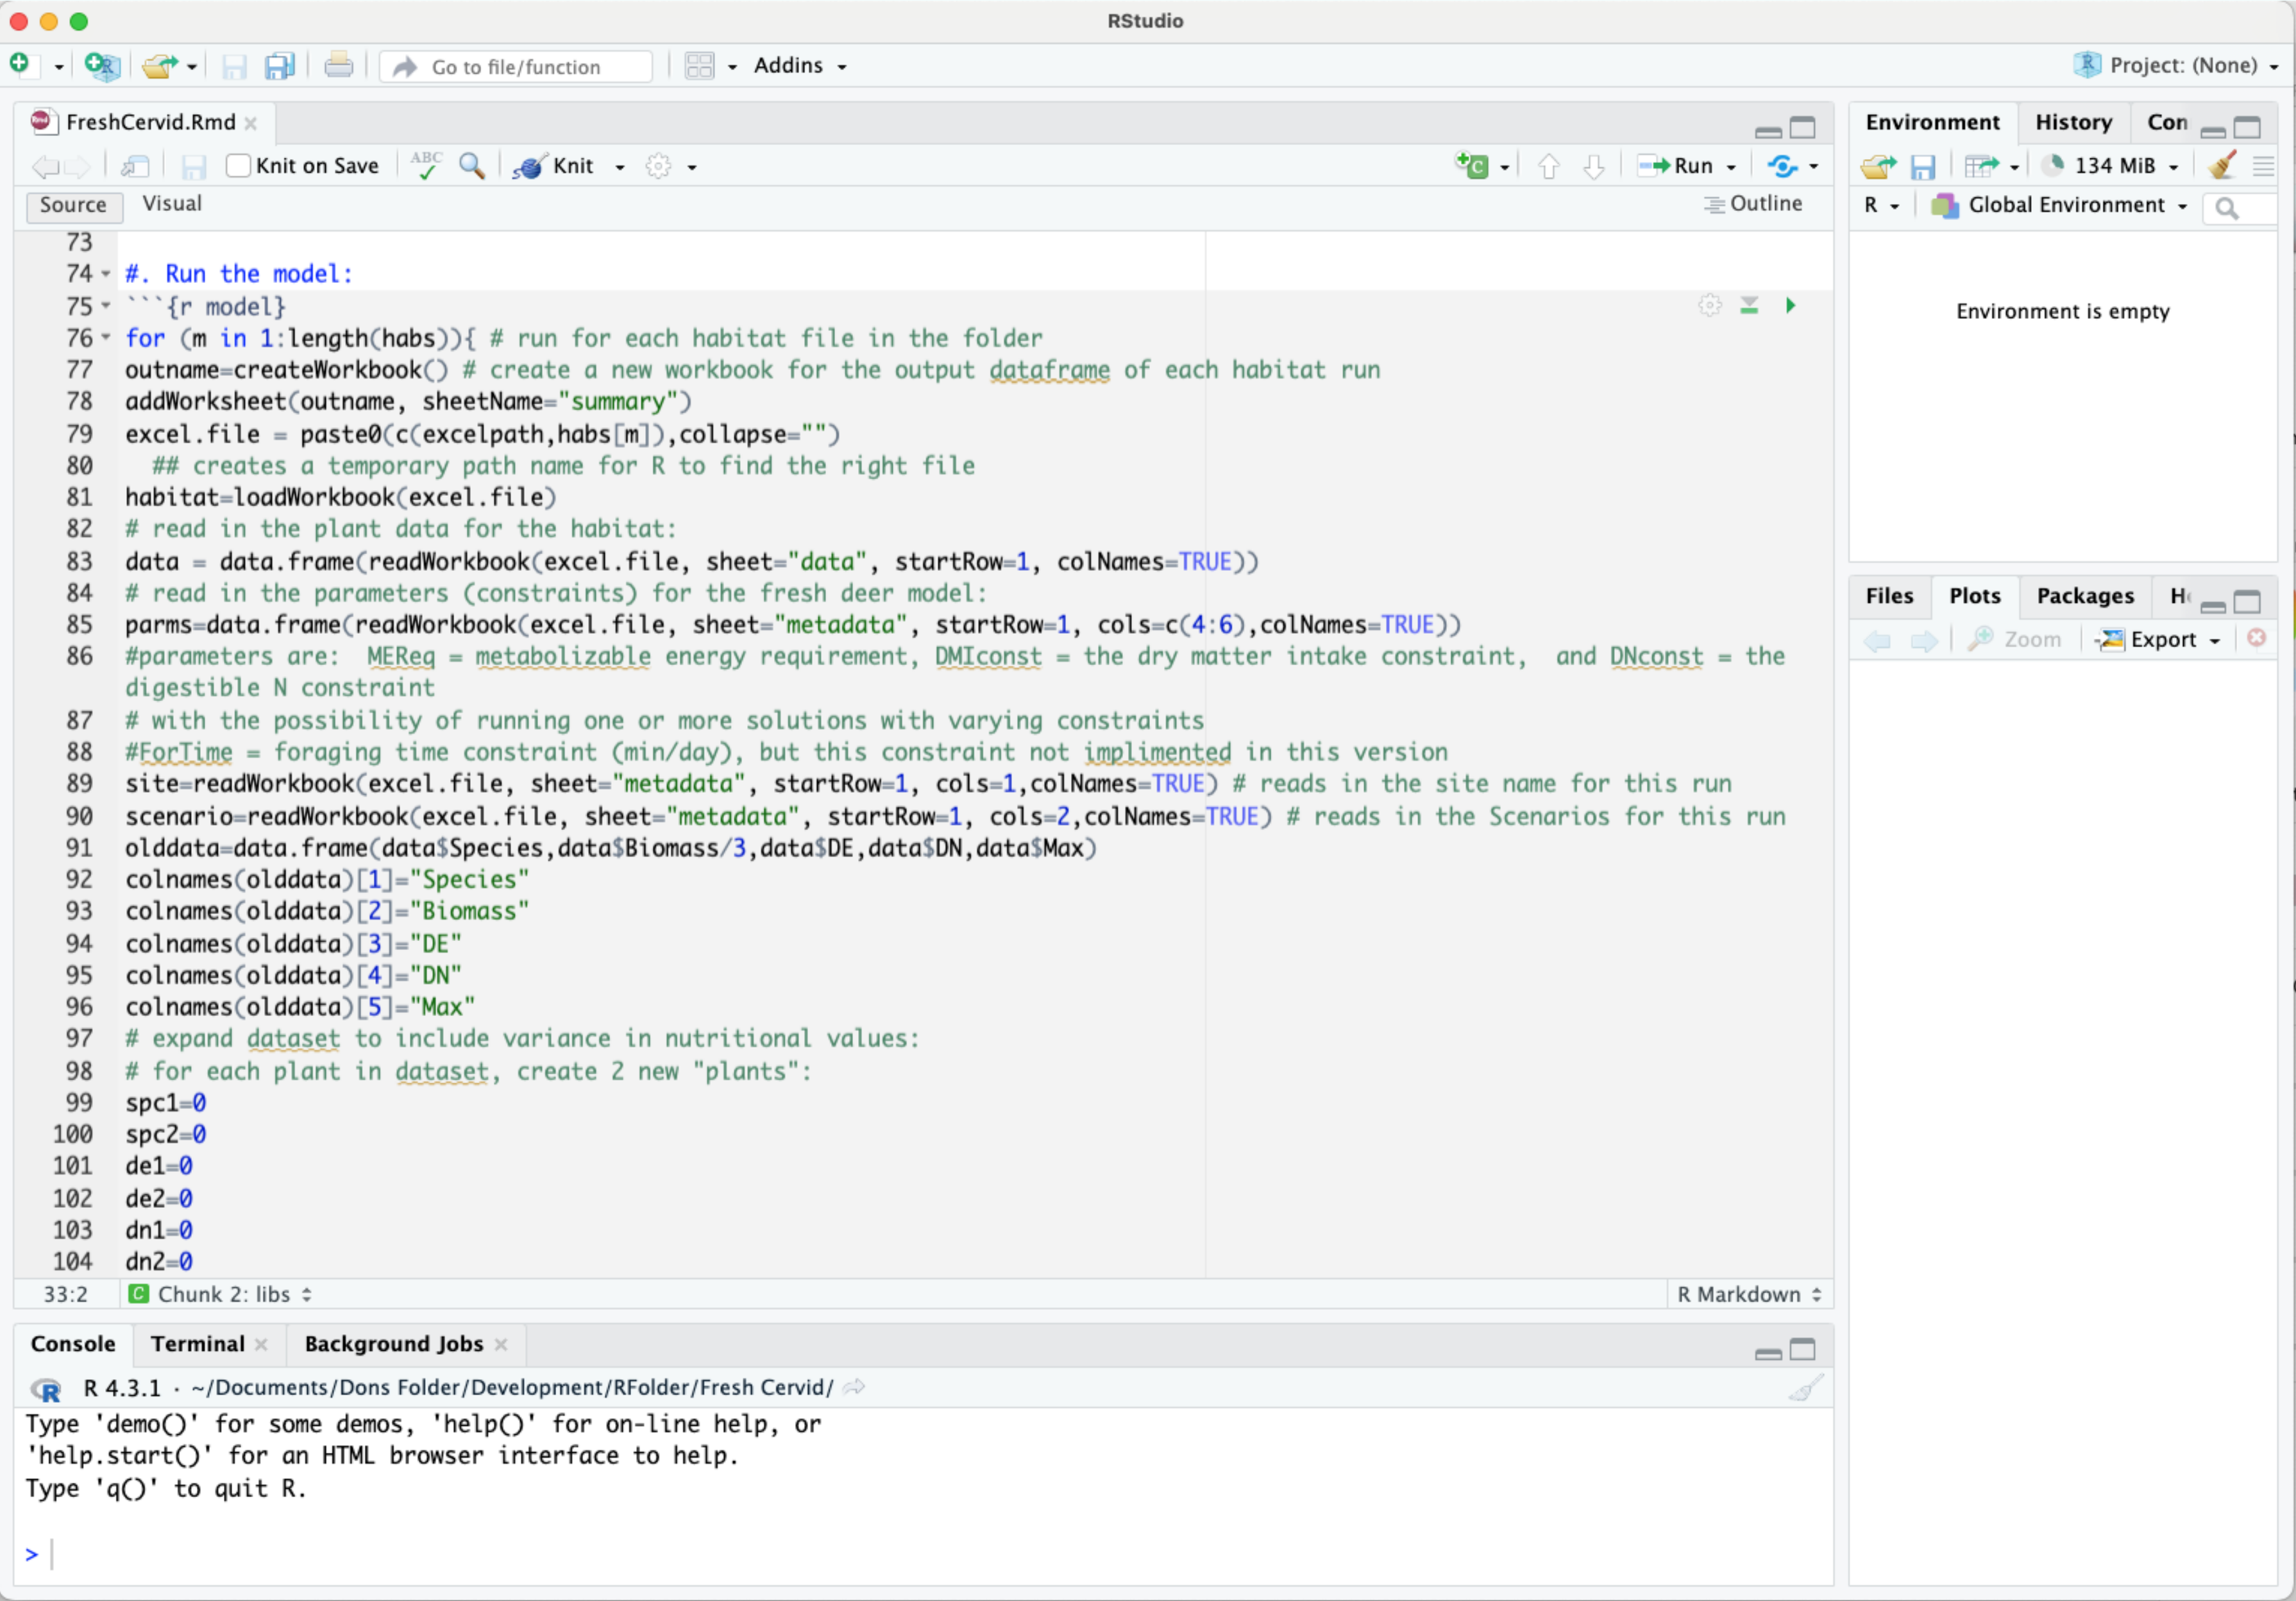 RStudio
Go to file/function
Addins
Project: (None)
FreshCervid.Rmd
Knit on Save
ABC
Knit
Run
Source
Visual
Outline
73
74 #. Run the model:
75 ```{r model}
76 for (m in 1:length(habs)){ # run for each habitat file in the folder
77 outname=createWorkbook() # create a new workbook for the output dataframe of each habitat run
78 addWorksheet(outname, sheetName="summary")
79 excel.file = paste0(c(excelpath,habs[m]),collapse="")
80 ## creates a temporary path name for R to find the right file
81 habitat=loadWorkbook(excel.file)
82 # read in the plant data for the habitat:
83 data = data.frame(readWorkbook(excel.file, sheet="data", startRow=1, colNames=TRUE))
84 # read in the parameters (constraints) for the fresh deer model:
85 parms=data.frame(readWorkbook(excel.file, sheet="metadata", startRow=1, cols=c(4:6),colNames=TRUE))
86 #parameters are:  MEReq = metabolizable energy requirement, DMIconst = the dry matter intake constraint,  and DNconst = the
digestible N constraint
87 # with the possibility of running one or more solutions with varying constraints
88 #ForTime = foraging time constraint (min/day), but this constraint not implimented in this version
89 site=readWorkbook(excel.file, sheet="metadata", startRow=1, cols=1,colNames=TRUE) # reads in the site name for this run
90 scenario=readWorkbook(excel.file, sheet="metadata", startRow=1, cols=2,colNames=TRUE) # reads in the Scenarios for this run
91 olddata=data.frame(data$Species,data$Biomass/3,data$DE,data$DN,data$Max)
92 colnames(olddata)[1]="Species"
93 colnames(olddata)[2]="Biomass"
94 colnames(olddata)[3]="DE"
95 colnames(olddata)[4]="DN"
96 colnames(olddata)[5]="Max"
97 # expand dataset to include variance in nutritional values:
98 # for each plant in dataset, create 2 new "plants":
99 spc1=0
100 spc2=0
101 de1=0
102 de2=0
103 dn1=0
104 dn2=0
33:2
C Chunk 2: libs
R Markdown
Console
Terminal
Background Jobs
R 4.3.1 · ~/Documents/Dons Folder/Development/RFolder/Fresh Cervid/
Type 'demo()' for some demos, 'help()' for on-line help, or
'help.start()' for an HTML browser interface to help.
Type 'q()' to quit R.
>
Environment
History
Con
134 MiB
R
Global Environment
Environment is empty
Files
Plots
Packages
Zoom
Export